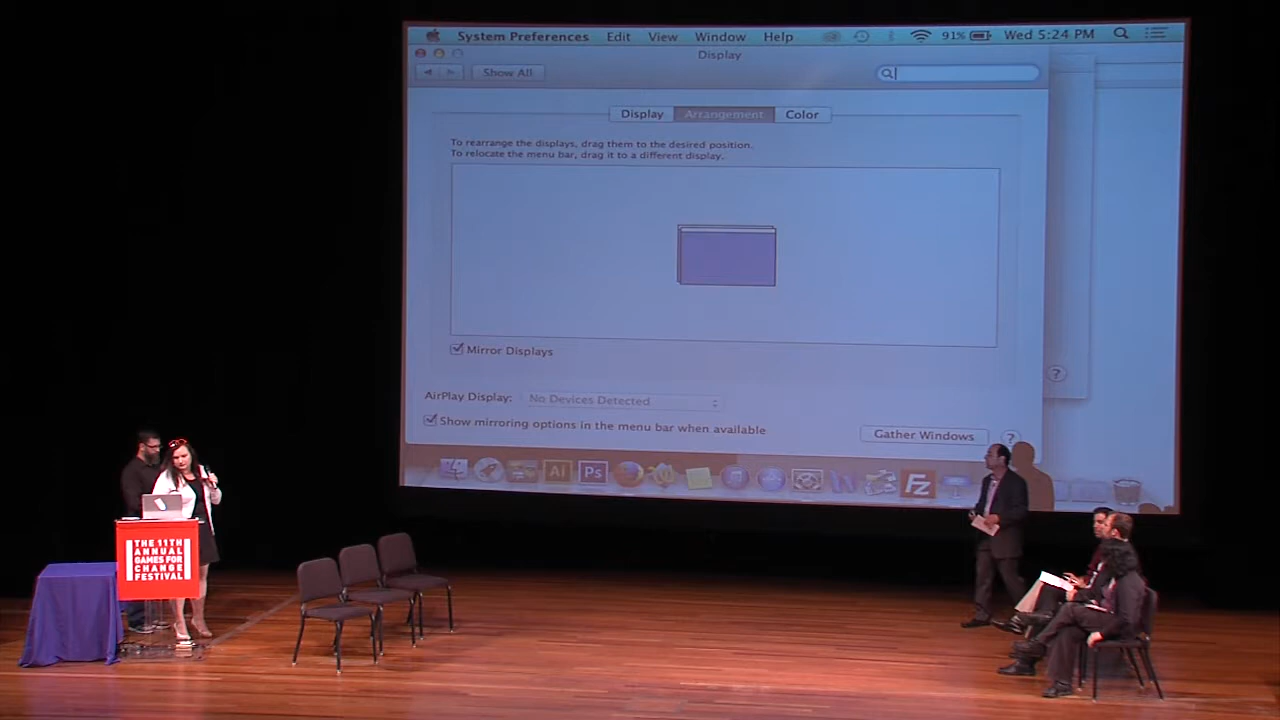 System Preferences Edit View Window Help 91% Wed 5:24 PM
Display
Show All
Display Arrangement Color
To rearrange the displays, drag them to the desired position.
To relocate the menu bar, drag it to a different display.
Mirror Displays
?
AirPlay Display: No Devices Detected
Show mirroring options in the menu bar when available
Gather Windows ?
Ai Ps FZ
THE 11TH
ANNUAL
GAMES FOR
CHANGE
FESTIVAL